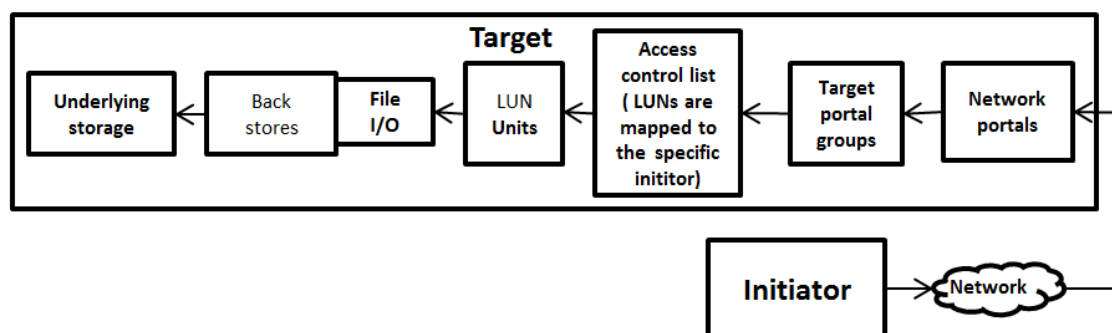 Target
Underlying
storage
Back
stores
File
I/O
LUN
Units
Access
control list
( LUNs are
mapped to
the specific
inititor)
Target
portal
groups
Network
portals
Initiator
Network